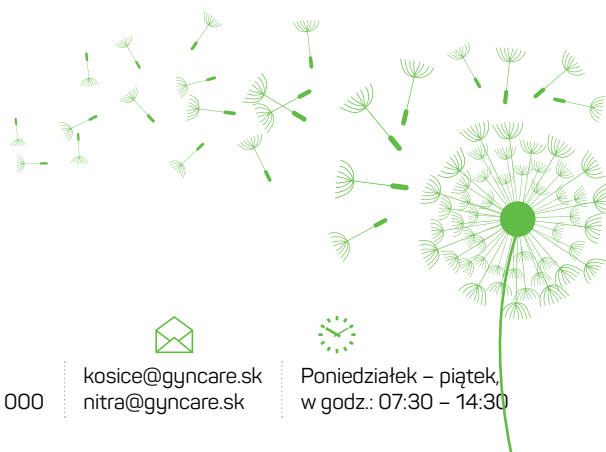 000
kosice@gyncare.sk
nitra@gyncare.sk
Poniedziałek – piątek,
w godz.: 07:30 – 14:30